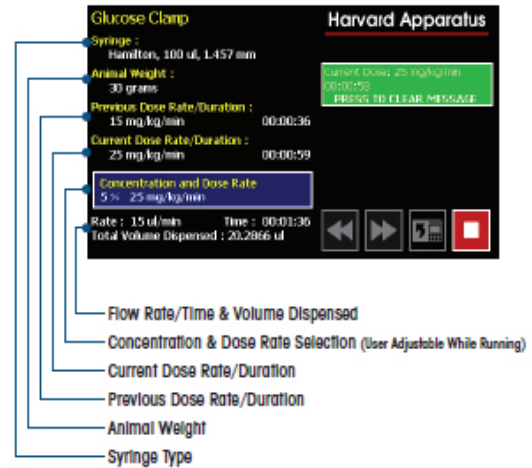 Glucose Clamp
Harvard Apparatus
Syringe :
Hamilton, 100 ul, 1.457 mm
Animal Weight :
30 grams
Previous Dose Rate/Duration :
15 mg/kg/min 00:00:36
Current Dose Rate/Duration :
25 mg/kg/min 00:00:59
Concentration and Dose Rate
5 % 25 mg/kg/min
Rate : 15 ul/min Time : 00:01:36
Total Volume Dispensed : 20.2866 ul
Current Dose: 25 mg/kg/min
00:00:58
PRESS TO CLEAR MESSAGE
Flow Rate/Time & Volume Dispensed
Concentration & Dose Rate Selection (User Adjustable While Running)
Current Dose Rate/Duration
Previous Dose Rate/Duration
Animal Weight
Syringe Type